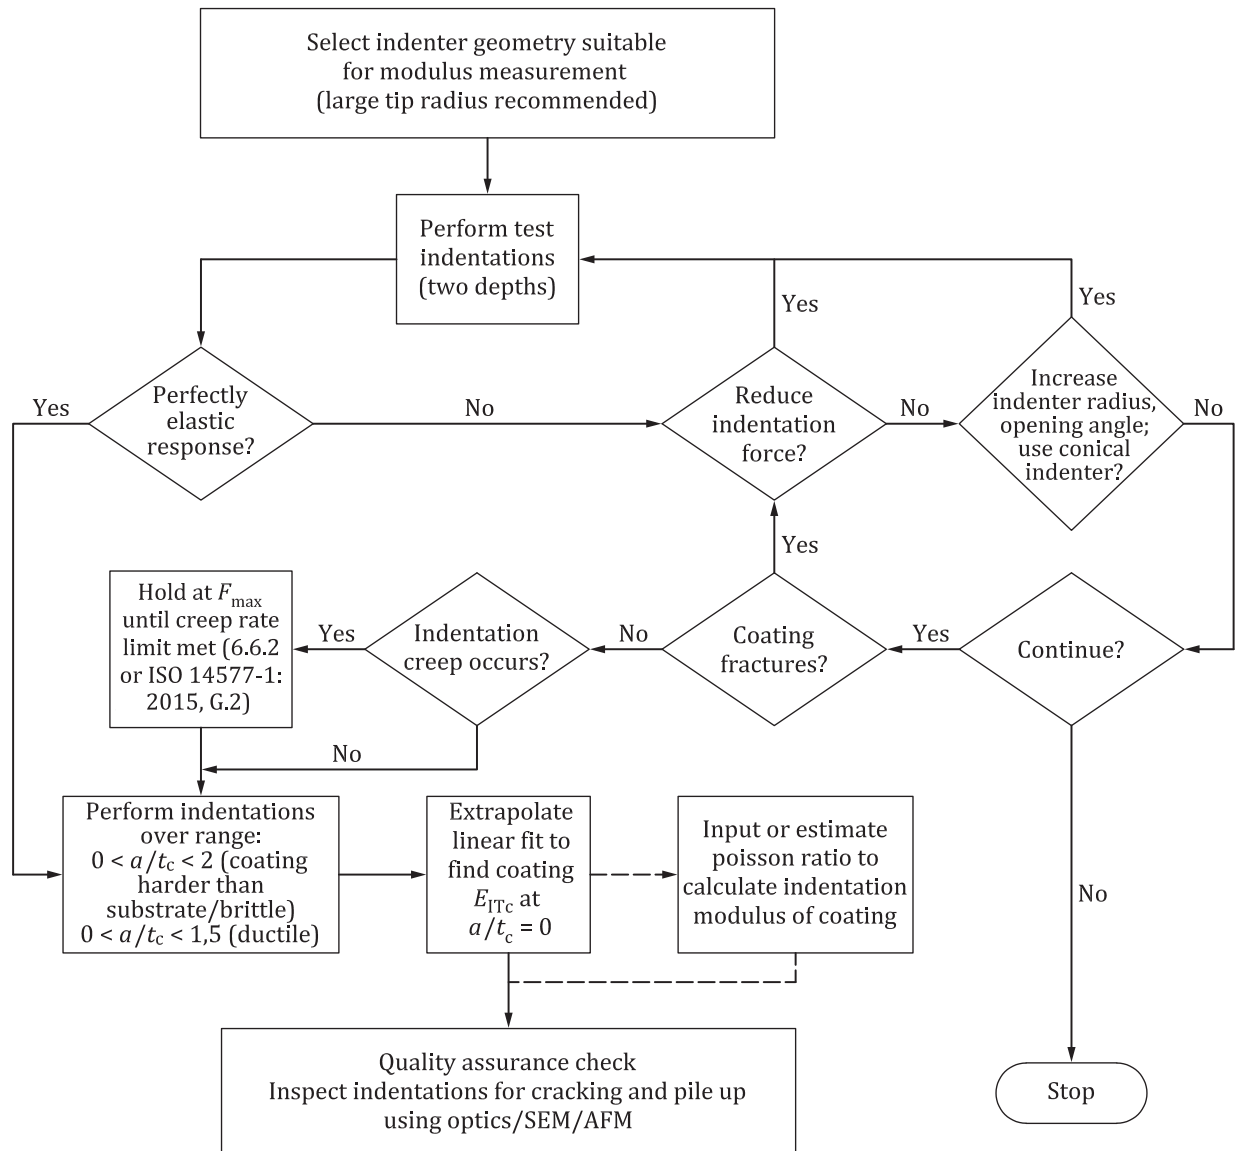 Select indenter geometry suitable
for modulus measurement
(large tip radius recommended)
Perform test
indentations
(two depths)
Yes
Yes
Yes
Perfectly
elastic
response?
No
Reduce
indentation
force?
No
Increase
indenter radius,
opening angle;
use conical
indenter?
No
Yes
Hold at Fmax
until creep rate
limit met (6.6.2
or ISO 14577-1:
2015, G.2)
Yes
Indentation
creep occurs?
No
Coating
fractures?
Yes
Continue?
No
No
Perform indentations
over range:
0 < a/tc < 2 (coating
harder than
substrate/brittle)
0 < a/tc < 1,5 (ductile)
Extrapolate
linear fit to
find coating
EITc at
a/tc = 0
Input or estimate
poisson ratio to
calculate indentation
modulus of coating
Quality assurance check
Inspect indentations for cracking and pile up
using optics/SEM/AFM
Stop